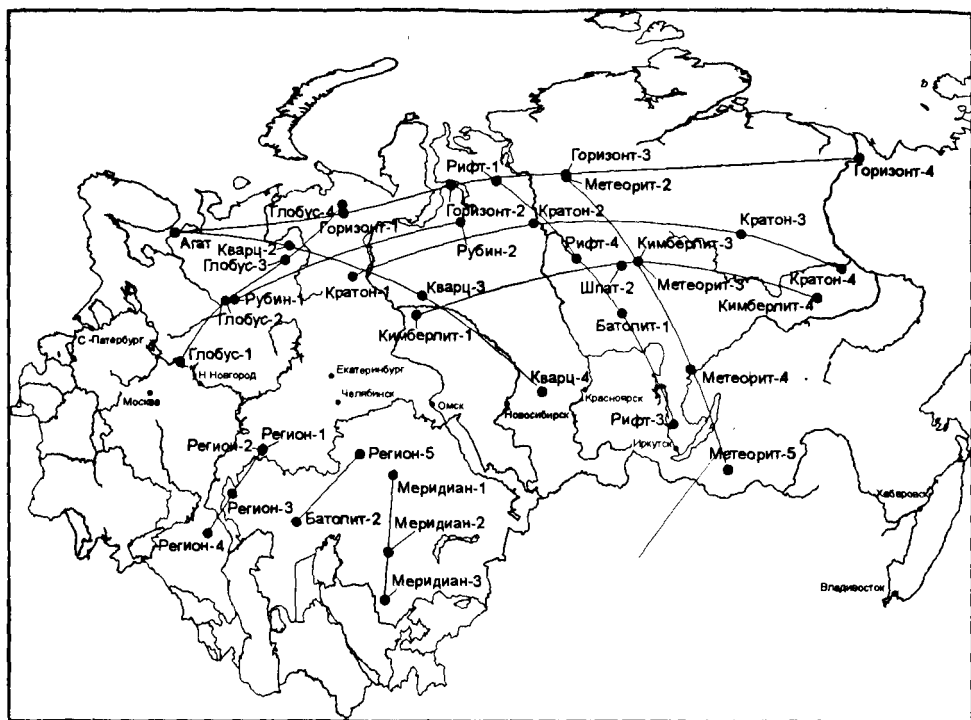 Рифт-1
Горизонт-3
Метеорит-2
Горизонт-4
Глобус-4
Горизонт-1
Горизонт-2
Кратон-2
Кратон-3
Агат
Кварц-2
Глобус-3
Рубин-2
Рифт-4
Кимберлит-3
Кратон-1
Кварц-3
Шпат-2
Метеорит-3
Кратон-4
Рубин-1
Глобус-2
Кимберлит-4
Кимберлит-1
Батолит-1
С.-Петербург
Глобус-1
Н.Новгород
Екатеринбург
Метеорит-4
Москва
Челябинск
Омск
Кварц-4
Новосибирск
Красноярск
Рифт-3
Иркутск
Регион-2
Регион-1
Регион-5
Метеорит-5
Меридиан-1
Хабаровск
Регион-3
Батолит-2
Регион-4
Меридиан-2
Меридиан-3
Владивосток